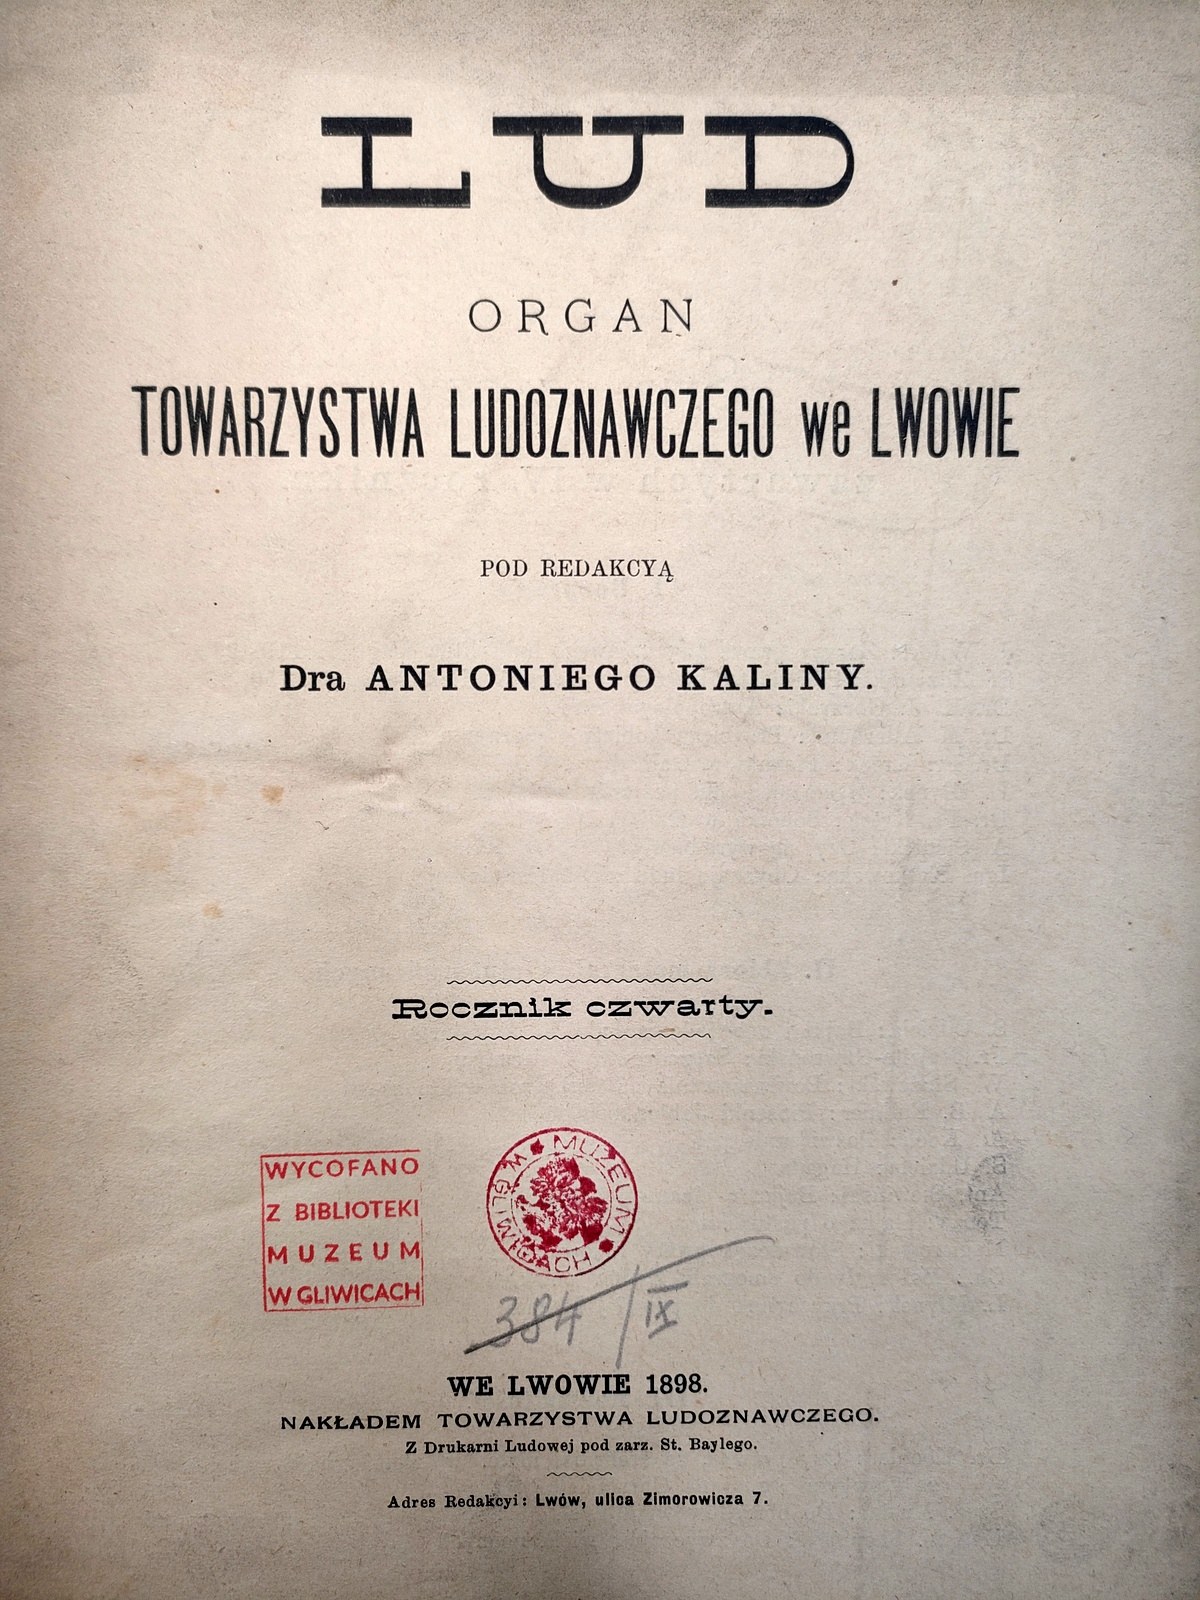 LUD
ORGAN
TOWARZYSTWA LUDOZNAWCZEGO we LWOWIE
POD REDAKCYĄ
Dra ANTONIEGO KALINY.
Rocznik czwarty.
WYCOFANO
Z BIBLIOTEKI
MUZEUM
W GLIWICACH
MUZEUM
W GLIWICACH
384/IX
WE LWOWIE 1898.
NAKŁADEM TOWARZYSTWA LUDOZNAWCZEGO.
Z Drukarni Ludowej pod zarz. St. Baylego.
Adres Redakcyi: Lwów, ulica Zimorowicza 7.